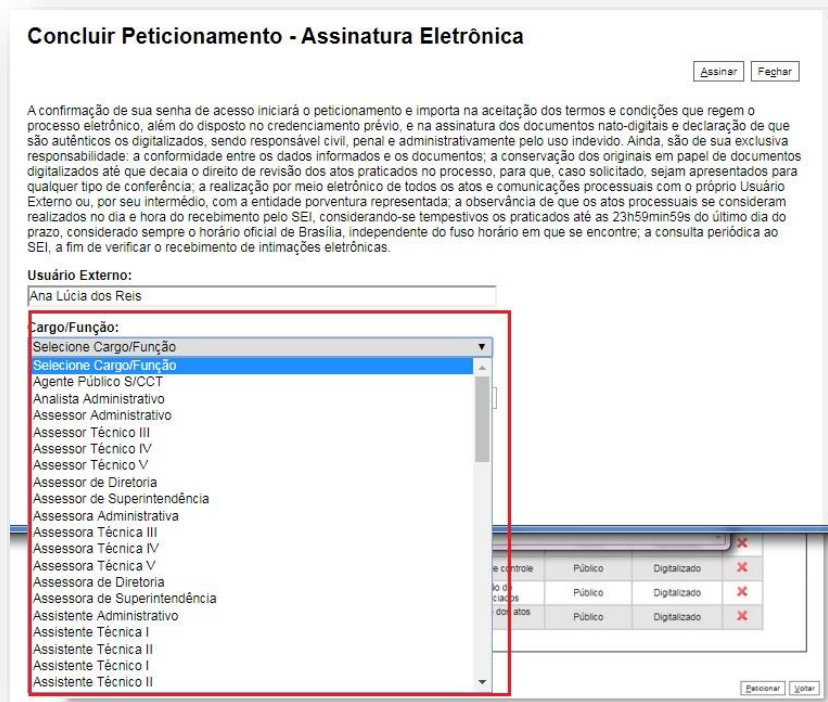 Concluir Peticionamento - Assinatura Eletrônica
Assinar Fechar
A confirmação de sua senha de acesso iniciará o peticionamento e importa na aceitação dos termos e condições que regem o
processo eletrônico, além do disposto no credenciamento prévio, e na assinatura dos documentos nato-digitais e declaração de que
são autênticos os digitalizados, sendo responsável civil, penal e administrativamente pelo uso indevido. Ainda, são de sua exclusiva
responsabilidade: a conformidade entre os dados informados e os documentos; a conservação dos originais em papel de documentos
digitalizados até que decaia o direito de revisão dos atos praticados no processo, para que, caso solicitado, sejam apresentados para
qualquer tipo de conferência; a realização por meio eletrônico de todos os atos e comunicações processuais com o próprio Usuário
Externo ou, por seu intermédio, com a entidade porventura representada; a observância de que os atos processuais se consideram
realizados no dia e hora do recebimento pelo SEI, considerando-se tempestivos os praticados até as 23h59min59s do último dia do
prazo, considerado sempre o horário oficial de Brasília, independente do fuso horário em que se encontre; a consulta periódica ao
SEI, a fim de verificar o recebimento de intimações eletrônicas.
Usuário Externo:
Ana Lúcia dos Reis
Cargo/Função:
Selecione Cargo/Função
Selecione Cargo/Função
Agente Público S/CCT
Analista Administrativo
Assessor Administrativo
Assessor Técnico III
Assessor Técnico IV
Assessor Técnico V
Assessor de Diretoria
Assessor de Superintendência
Assessora Administrativa
Assessora Técnica III
Assessora Técnica IV
Assessora Técnica V
Assessora de Diretoria
Assessora de Superintendência
Assistente Administrativo
Assistente Técnica I
Assistente Técnica II
Assistente Técnico I
Assistente Técnico II
e controle Público Digitalizado
Público Digitalizado
dos atos Público Digitalizado
Peticionar Voltar